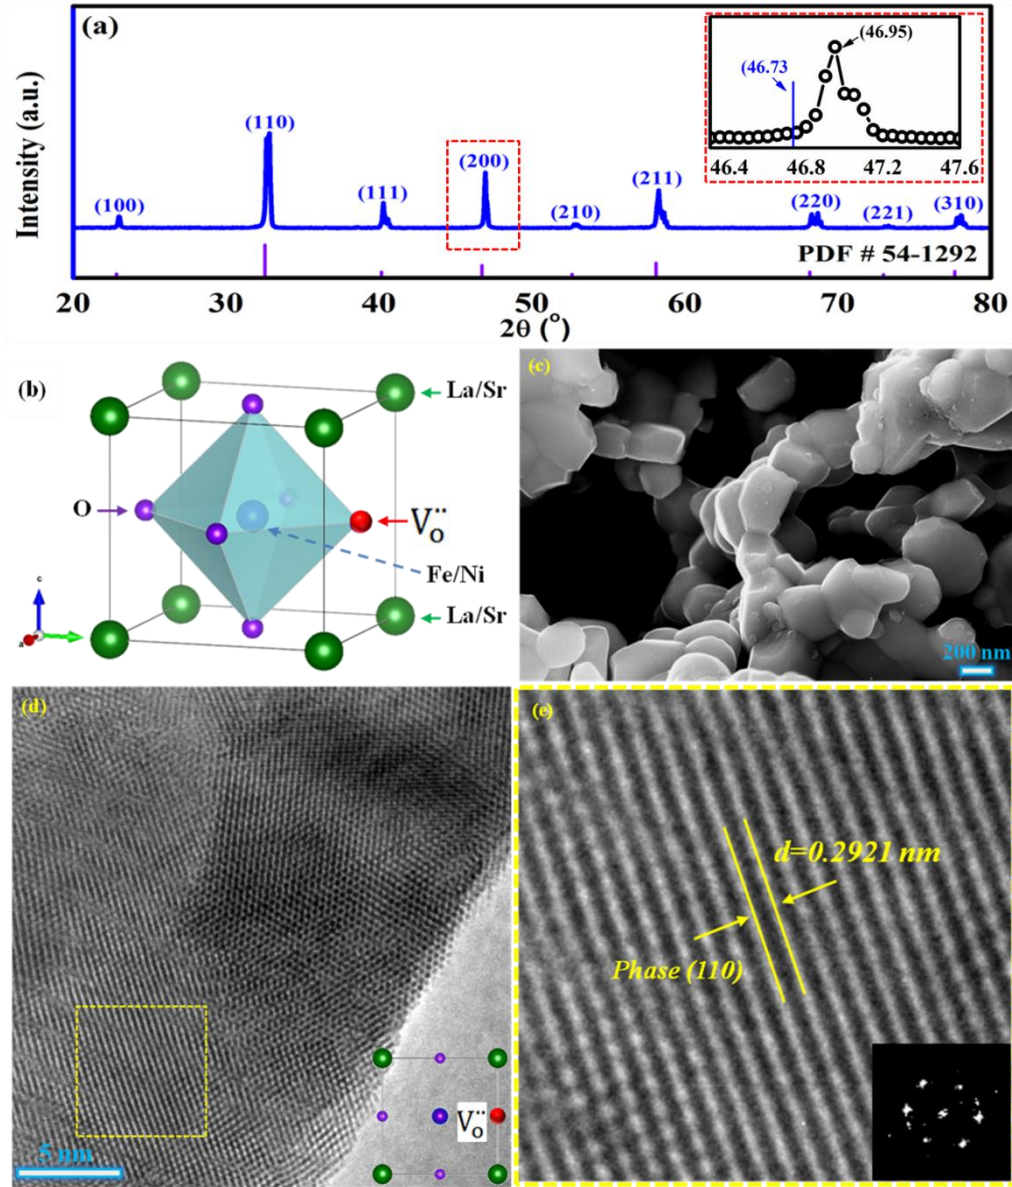 (a)
Intensity (a.u.)
(100)
(110)
(111)
(200)
(210)
(211)
(220)
(221)
(310)
(46.73
(46.95)
46.4 46.8 47.2 47.6
PDF # 54-1292
20 30 40 50 60 70 80
2θ (°)
(b)
La/Sr
O
V_O^{••}
Fe/Ni
La/Sr
c
a
(c)
200 nm
(d)
5 nm
V_O^{••}
(e)
d=0.2921 nm
Phase (110)